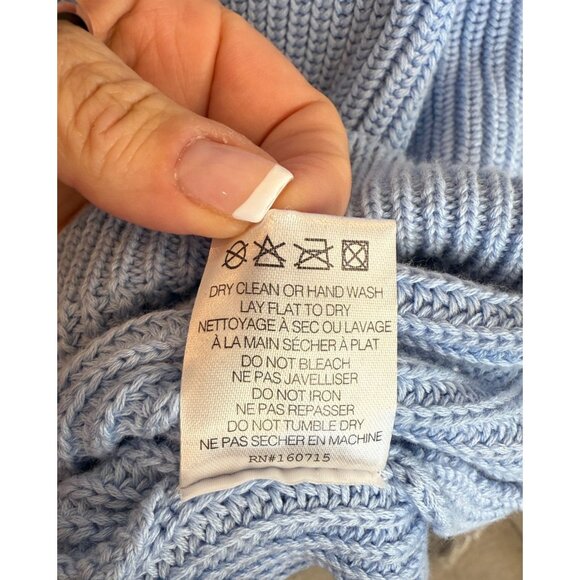 DRY CLEAN OR HAND WASH
LAY FLAT TO DRY
NETTOYAGE À SEC OU LAVAGE
À LA MAIN SÉCHER À PLAT
DO NOT BLEACH
NE PAS JAVELLISER
DO NOT IRON
NE PAS REPASSER
DO NOT TUMBLE DRY
NE PAS SECHER EN MACHINE
RN#160715